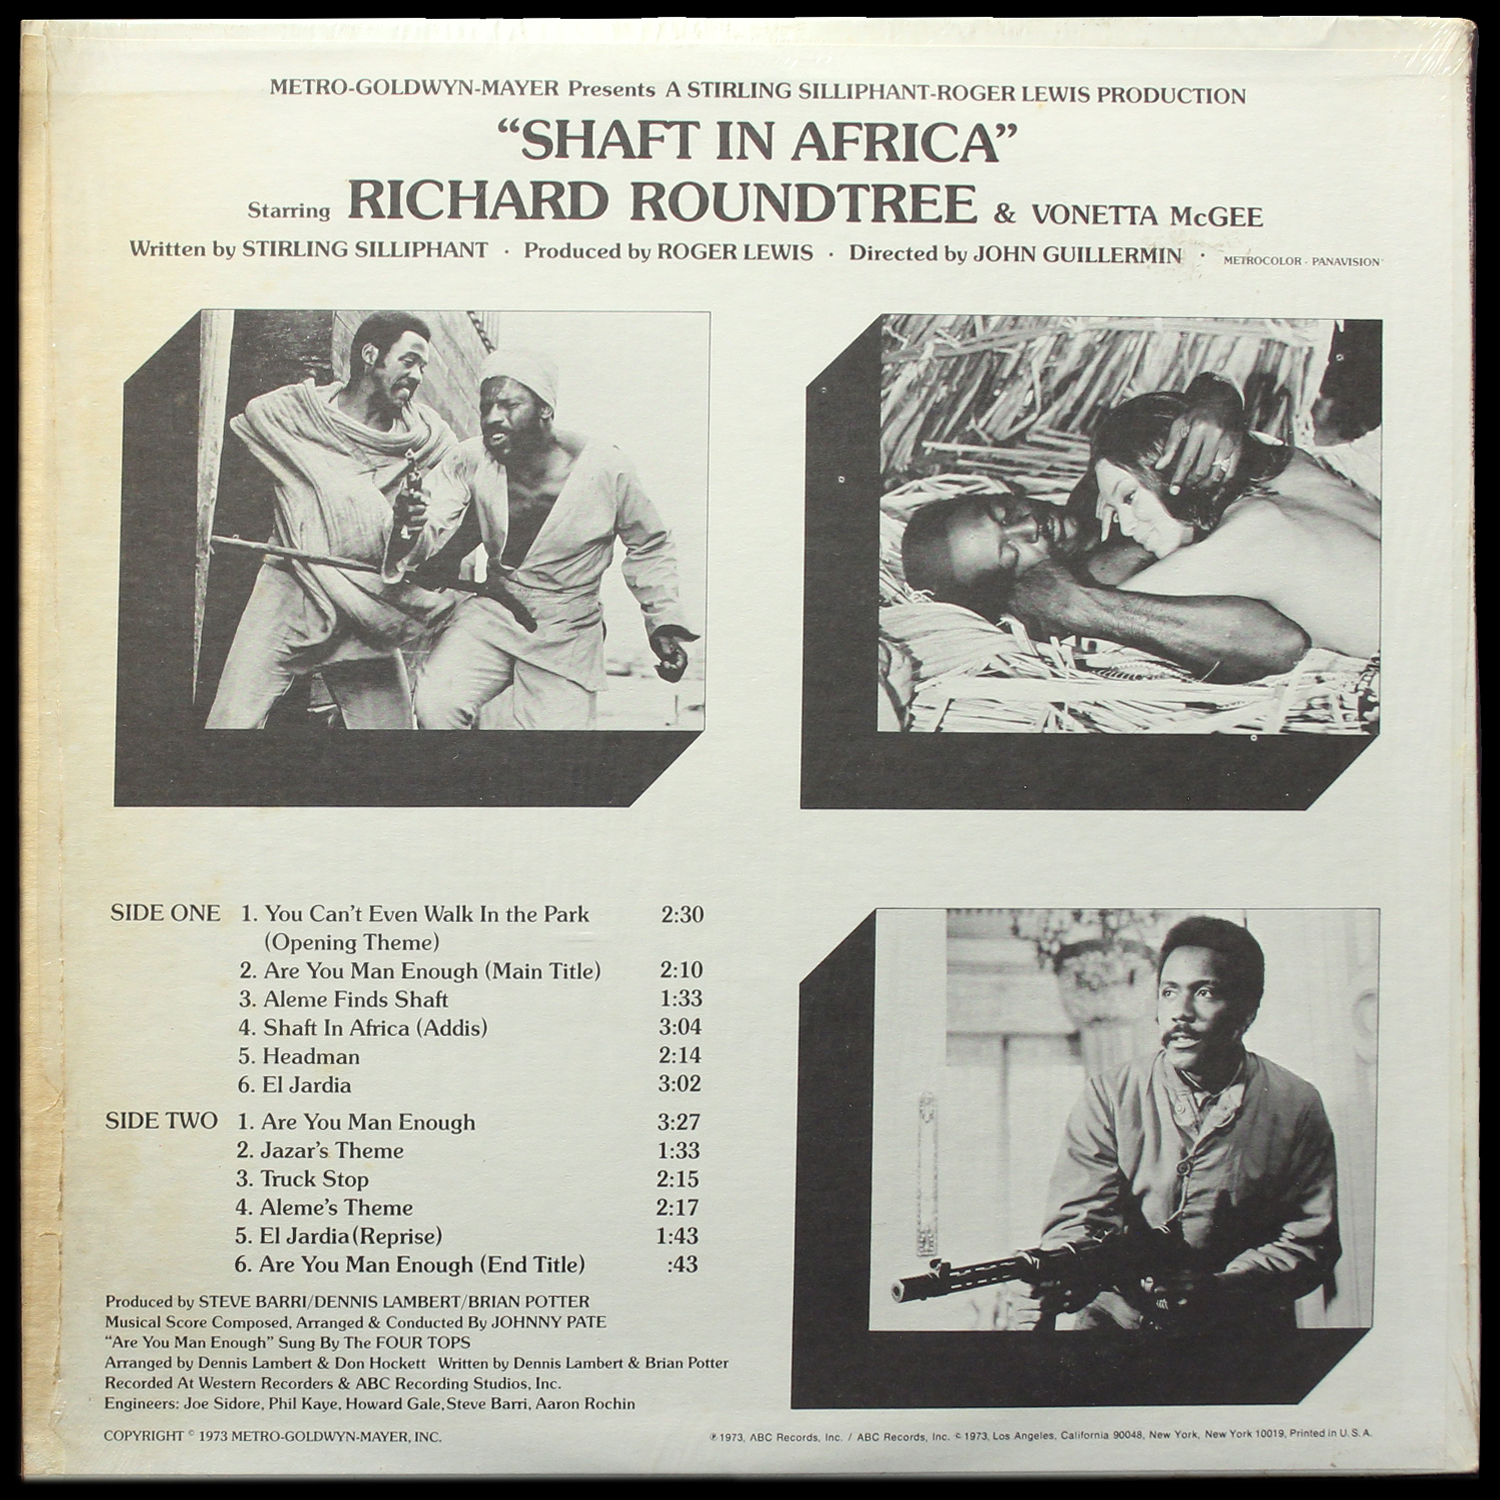 METRO-GOLDWYN-MAYER Presents A STIRLING SILLIPHANT-ROGER LEWIS PRODUCTION
“SHAFT IN AFRICA”
Starring RICHARD ROUNDTREE & VONETTA McGEE
Written by STIRLING SILLIPHANT · Produced by ROGER LEWIS · Directed by JOHN GUILLERMIN · METROCOLOR · PANAVISION
SIDE ONE 1. You Can't Even Walk In the Park 2:30
(Opening Theme)
2. Are You Man Enough (Main Title) 2:10
3. Aleme Finds Shaft 1:33
4. Shaft In Africa (Addis) 3:04
5. Headman 2:14
6. El Jardia 3:02
SIDE TWO 1. Are You Man Enough 3:27
2. Jazar's Theme 1:33
3. Truck Stop 2:15
4. Aleme's Theme 2:17
5. El Jardia (Reprise) 1:43
6. Are You Man Enough (End Title) :43
Produced by STEVE BARRI/DENNIS LAMBERT/BRIAN POTTER
Musical Score Composed, Arranged & Conducted By JOHNNY PATE
“Are You Man Enough” Sung By The FOUR TOPS
Arranged by Dennis Lambert & Don Hockett Written by Dennis Lambert & Brian Potter
Recorded At Western Recorders & ABC Recording Studios, Inc.
Engineers: Joe Sidore, Phil Kaye, Howard Gale, Steve Barri, Aaron Rochin
COPYRIGHT © 1973 METRO-GOLDWYN-MAYER, INC.
℗ 1973, ABC Records, Inc. / ABC Records, Inc. © 1973, Los Angeles, California 90048, New York, New York 10019, Printed in U.S.A.